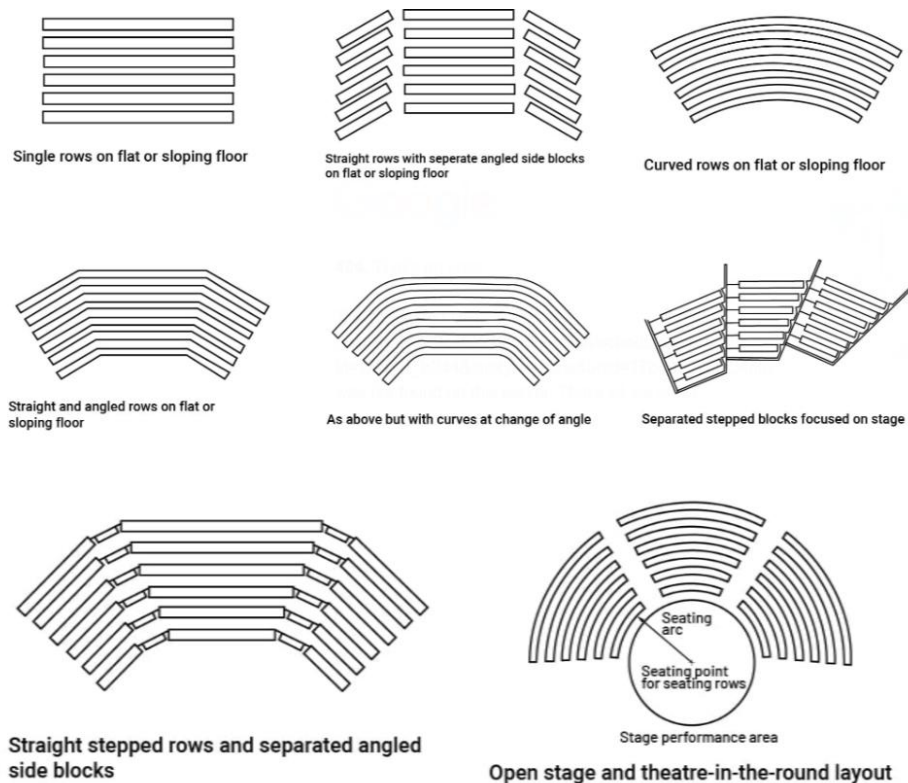 Single rows on flat or sloping floor
Straight rows with seperate angled side blocks
on flat or sloping floor
Curved rows on flat or sloping floor
Straight and angled rows on flat or
sloping floor
As above but with curves at change of angle
Separated stepped blocks focused on stage
Seating
arc
Seating point
for seating rows
Stage performance area
Straight stepped rows and separated angled
side blocks
Open stage and theatre-in-the-round layout